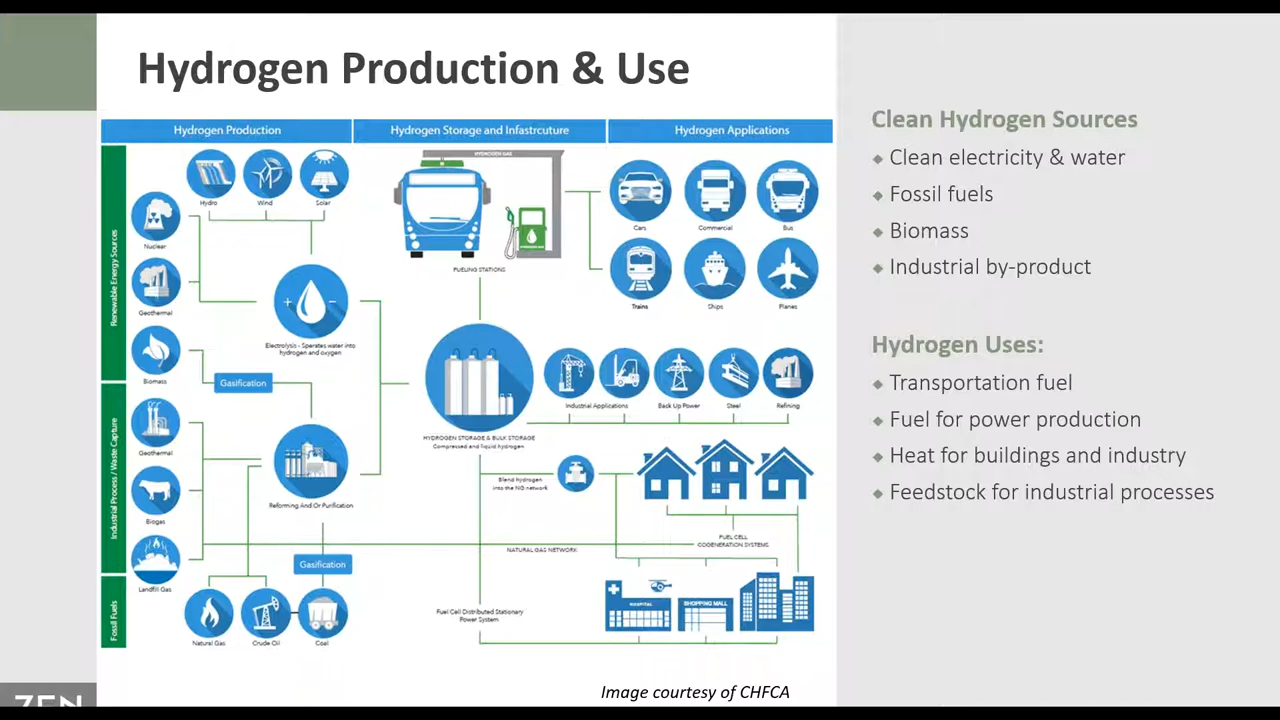 Hydrogen Production & Use
Hydrogen Production
Hydrogen Storage and Infastrcuture
Hydrogen Applications
Renewable Energy Sources
Industrial Process / Waste Capture
Fossil Fuels
Hydro
Wind
Solar
Nuclear
Geothermal
Biomass
Geothermal
Biogas
Landfill Gas
Natural Gas
Crude Oil
Coal
Electrolysis - Sperates water into
hydrogen and oxygen
Gasification
Reforming And Or Purification
Gasification
HYDROGEN GAS
HYDROGEN GAS
FUELING STATIONS
HYDROGEN STORAGE & BULK STORAGE
Compressed and liquid hydrogen
Blend hydrogen
into the NG network
NATURAL GAS NETWORK
Fuel Cell Distributed Stationary
Power System
Cars
Commercial
Bus
Trains
Ships
Planes
Industrial Applications
Back Up Power
Steel
Refining
FUEL CELL
COGENERATION SYSTEMS
HOSPITAL
SHOPPING MALL
Image courtesy of CHFCA
Clean Hydrogen Sources
Clean electricity & water
Fossil fuels
Biomass
Industrial by-product
Hydrogen Uses:
Transportation fuel
Fuel for power production
Heat for buildings and industry
Feedstock for industrial processes
ZEN